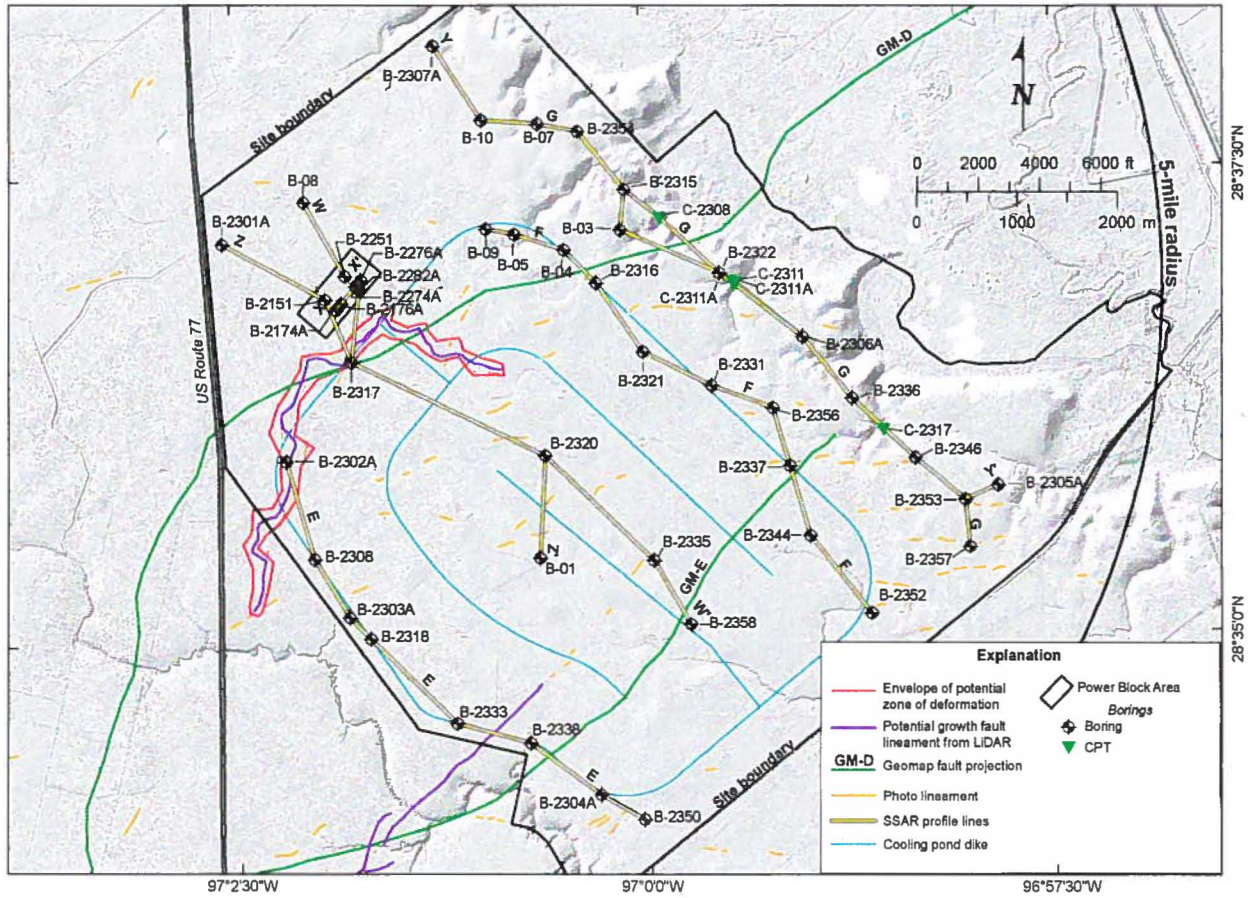 Y
B-2307A
GM-D
Site boundary
N
B-10
G
B-07
B-2354
0 2000 4000 6000 ft
0 1000 2000 m
5-mile radius
28°37'30"N
B-2315
B-08
W
C-2308
G
B-2301A
Z
B-03
F
B-09
B-05
B-04
B-2251
X
B-2276A
B-2282A
B-2322
C-2311
C-2311A
C-2311A
B-2316
B-2151
B-2274A
B-2176A
B-2174A
B-2306A
US Route 77
B-2317
B-2321
B-2331
G
B-2336
F
B-2356
C-2317
B-2320
B-2346
B-2302A
B-2337
Y'
B-2305A
B-2353
E
G
B-2344
B-2308
Z'
B-01
B-2335
B-2357
GM-E
F
B-2303A
W'
B-2358
B-2352
28°35'0"N
B-2318
E
B-2333
B-2338
E
Site boundary
B-2304A
B-2350
Explanation
Envelope of potential
zone of deformation
Potential growth fault
lineament from LiDAR
GM-D Geomap fault projection
Photo lineament
SSAR profile lines
Cooling pond dike
Power Block Area
Borings
Boring
CPT
97°2'30"W
97°0'0"W
96°57'30"W